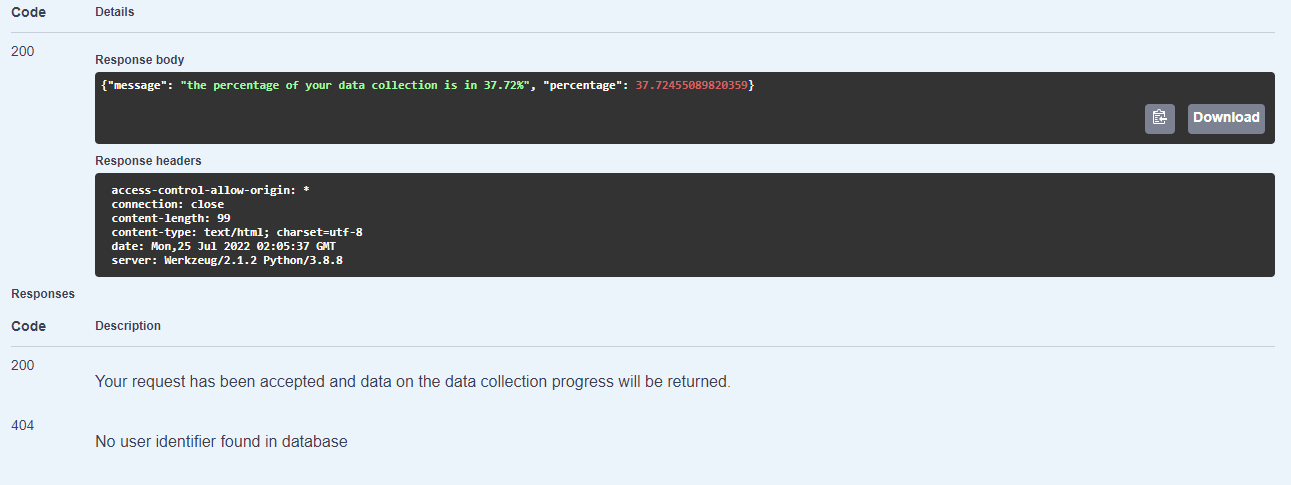 Code Details
200
Response body
{"message": "the percentage of your data collection is in 37.72%", "percentage": 37.72455089820359}
Download
Response headers
access-control-allow-origin: *
connection: close
content-length: 99
content-type: text/html; charset=utf-8
date: Mon,25 Jul 2022 02:05:37 GMT
server: Werkzeug/2.1.2 Python/3.8.8
Responses
Code Description
200
Your request has been accepted and data on the data collection progress will be returned.
404
No user identifier found in database